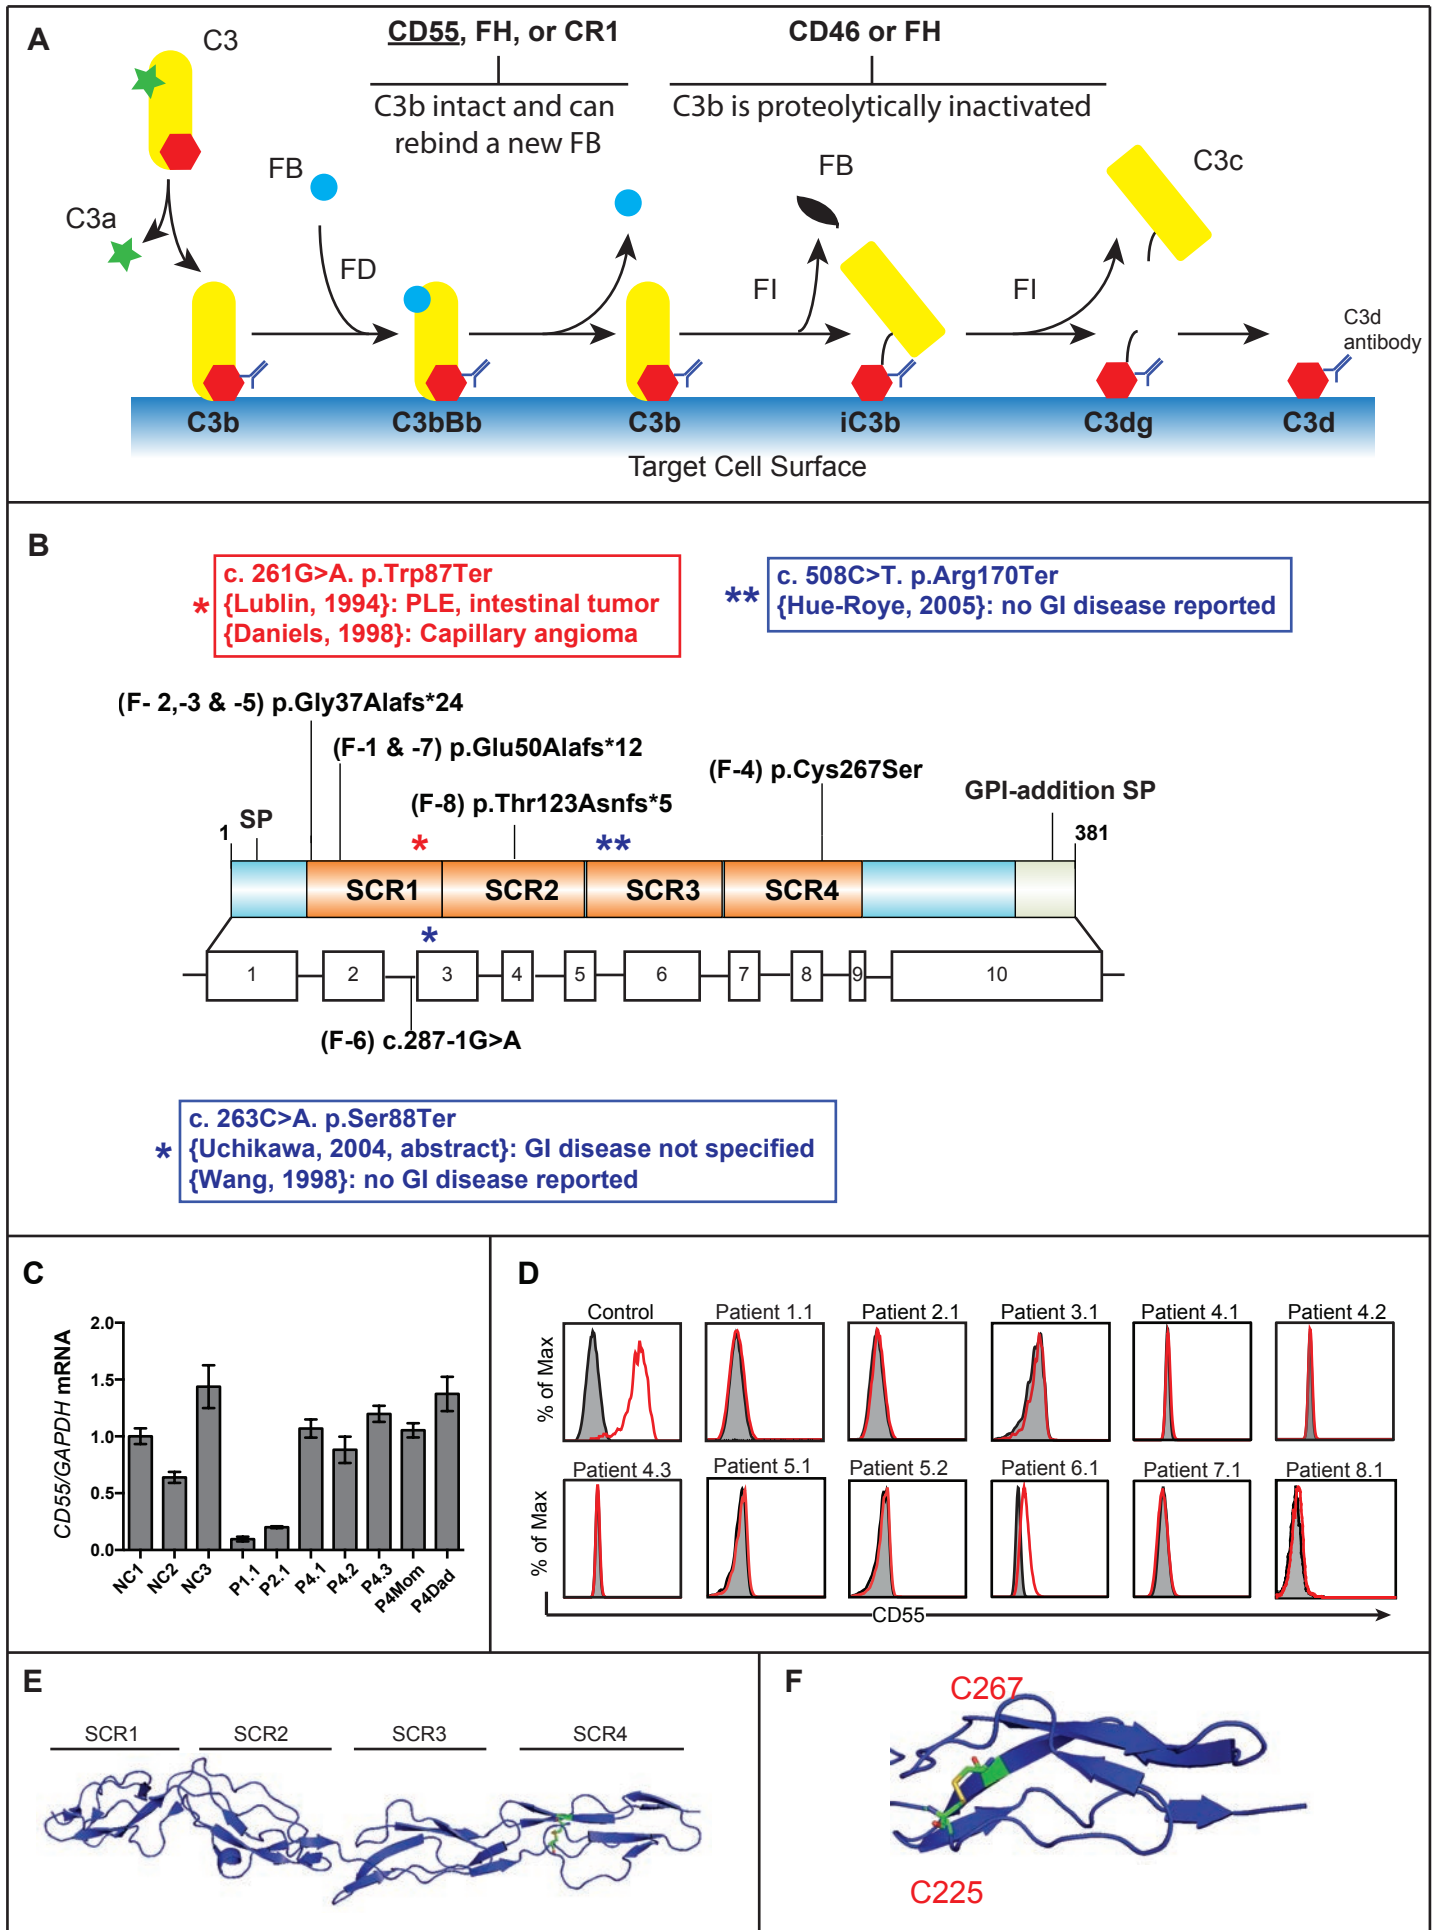 A
C3
CD55, FH, or CR1
CD46 or FH
C3b intact and can
rebind a new FB
C3b is proteolytically inactivated
C3a
FB
FD
FB
FI
FI
C3c
C3d
antibody
C3b
C3bBb
C3b
iC3b
C3dg
C3d
Target Cell Surface
B
c. 261G>A. p.Trp87Ter
* {Lublin, 1994}: PLE, intestinal tumor
{Daniels, 1998}: Capillary angioma
** c. 508C>T. p.Arg170Ter
{Hue-Roye, 2005}: no GI disease reported
(F- 2,-3 & -5) p.Gly37Alafs*24
(F-1 & -7) p.Glu50Alafs*12
(F-4) p.Cys267Ser
(F-8) p.Thr123Asnfs*5
GPI-addition SP
1 SP
381
* **
SCR1 SCR2 SCR3 SCR4
*
1 2 3 4 5 6 7 8 9 10
(F-6) c.287-1G>A
c. 263C>A. p.Ser88Ter
* {Uchikawa, 2004, abstract}: GI disease not specified
{Wang, 1998}: no GI disease reported
C
CD55/GAPDH mRNA
2.0
1.5
1.0
0.5
0.0
NC1 NC2 NC3 P1.1 P2.1 P4.1 P4.2 P4.3 P4Mom P4Dad
D
Control Patient 1.1 Patient 2.1 Patient 3.1 Patient 4.1 Patient 4.2
% of Max
Patient 4.3 Patient 5.1 Patient 5.2 Patient 6.1 Patient 7.1 Patient 8.1
% of Max
CD55
E
SCR1 SCR2 SCR3 SCR4
F
C267
C225